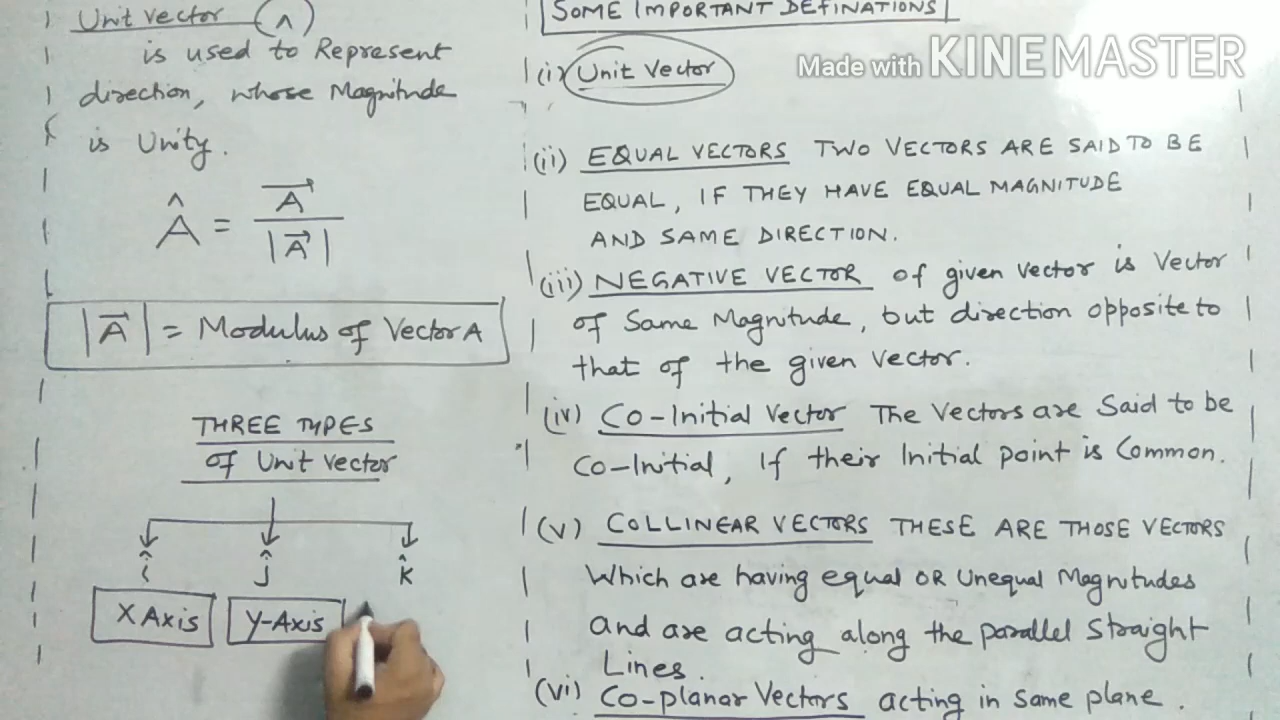 Unit Vector (^)
is used to Represent
direction, whose Magnitude
is Unity.
Â = A⃗ / |A⃗|
|A⃗| = Modulus of Vector A
THREE TYPES
of Unit vector
î ĵ k̂
X Axis Y-Axis
SOME IMPORTANT DEFINATIONS
Made with KINEMASTER
(i) Unit Vector
(ii) EQUAL VECTORS TWO VECTORS ARE SAID TO BE
EQUAL, IF THEY HAVE EQUAL MAGNITUDE
AND SAME DIRECTION.
(iii) NEGATIVE VECTOR of given vector is Vector
of Same Magnitude, but direction opposite to
that of the given vector.
(iv) Co-Initial Vector The Vectors are Said to be
Co-Initial, If their Initial point is Common.
(v) COLLINEAR VECTORS THESE ARE THOSE VECTORS
Which are having equal OR Unequal Magnitudes
and are acting along the parallel Straight
Lines.
(vi) Co-planar Vectors acting in Same plane.